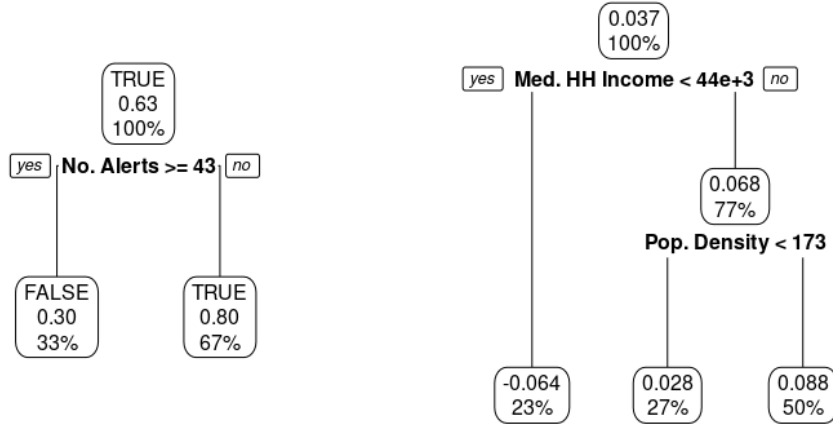 TRUE
0.63
100%
yes No. Alerts >= 43 no
FALSE
0.30
33%
TRUE
0.80
67%
0.037
100%
yes Med. HH Income < 44e+3 no
0.068
77%
Pop. Density < 173
-0.064
23%
0.028
27%
0.088
50%